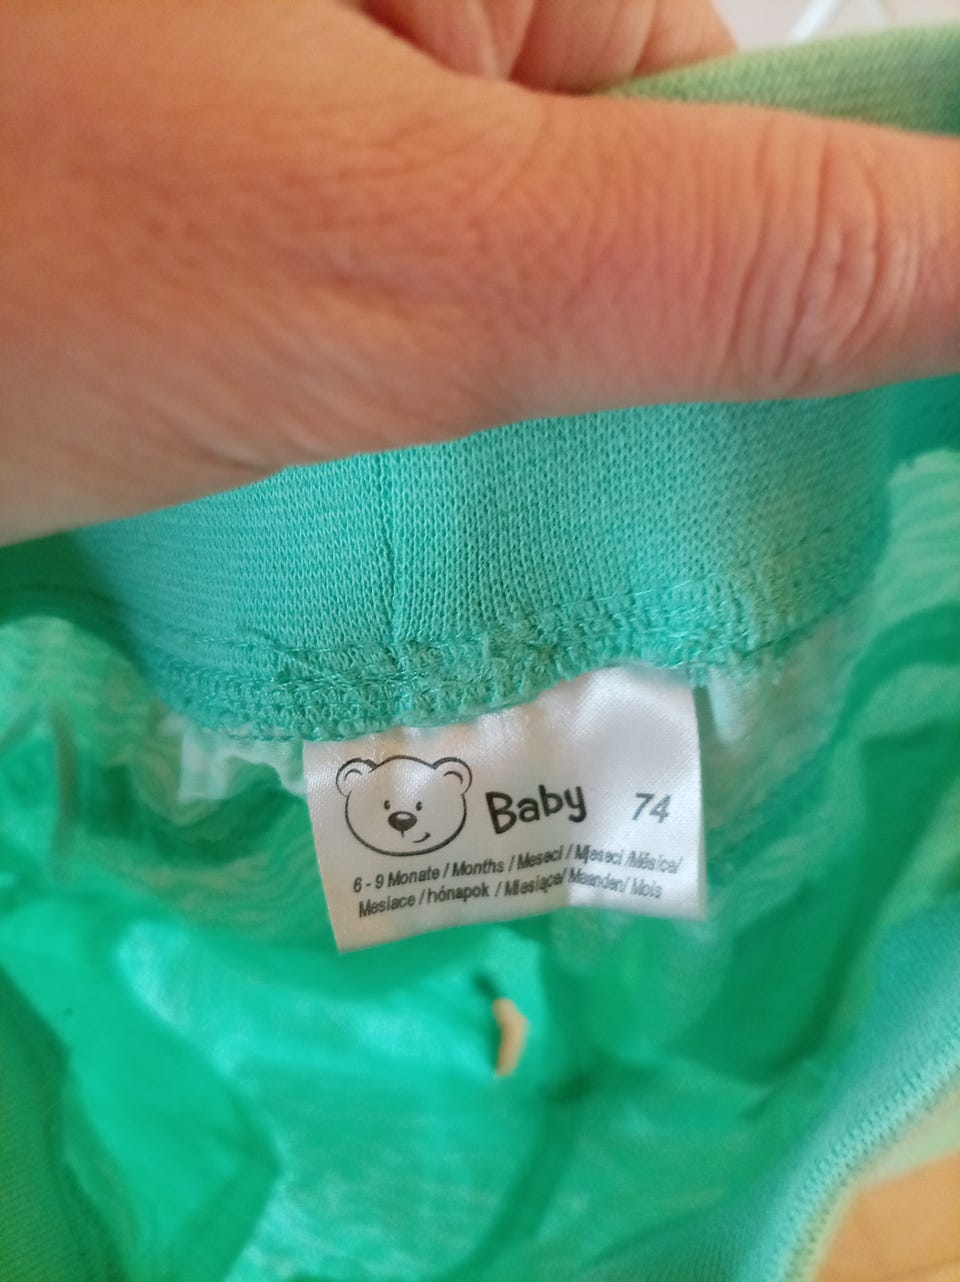 Baby 74
6 - 9 Monate / Months / Meseci / Mjeseci /Měsíce/
Mesiace / hónapok / Miesiące/ Maanden/ Mois